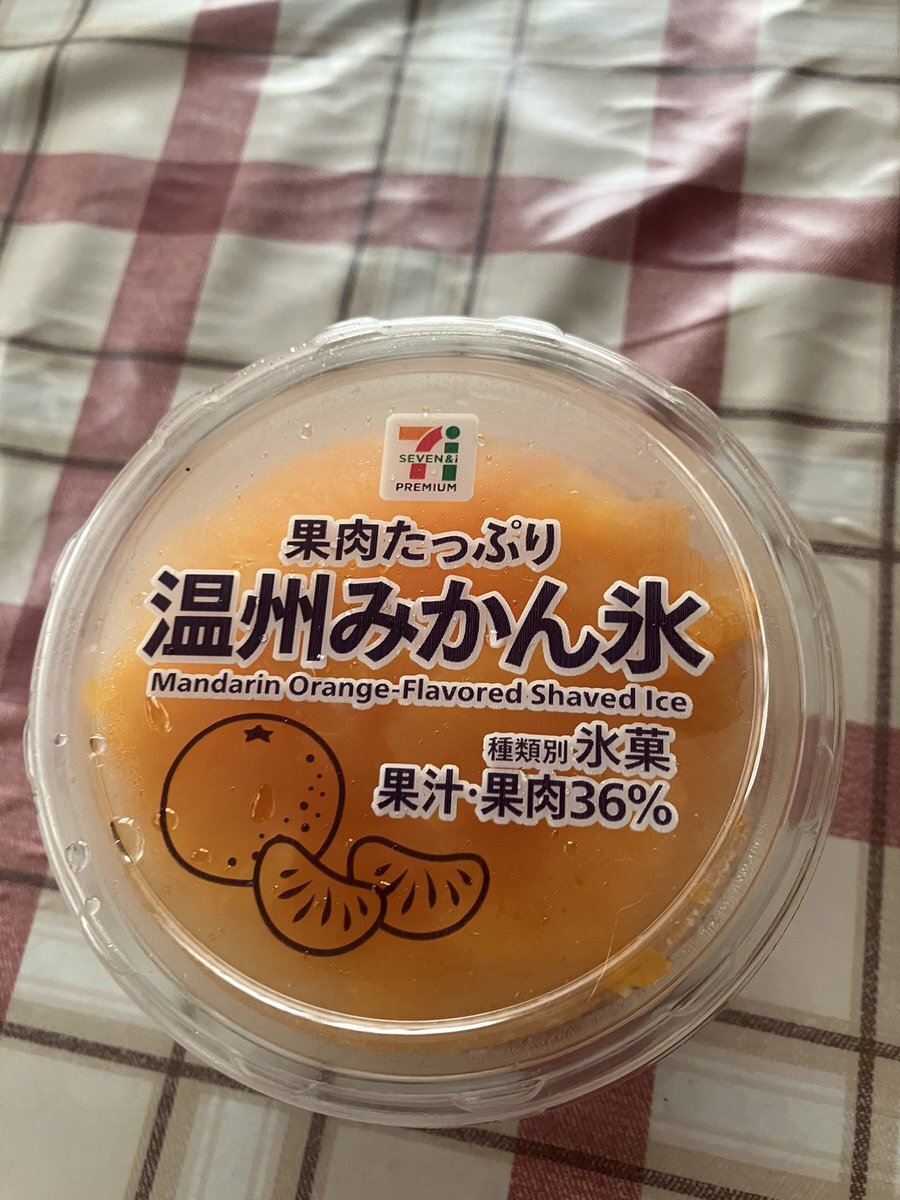 SEVEN&i
PREMIUM
果肉たっぷり
温州みかん氷
Mandarin Orange-Flavored Shaved Ice
種類別 氷菓
果汁・果肉36%